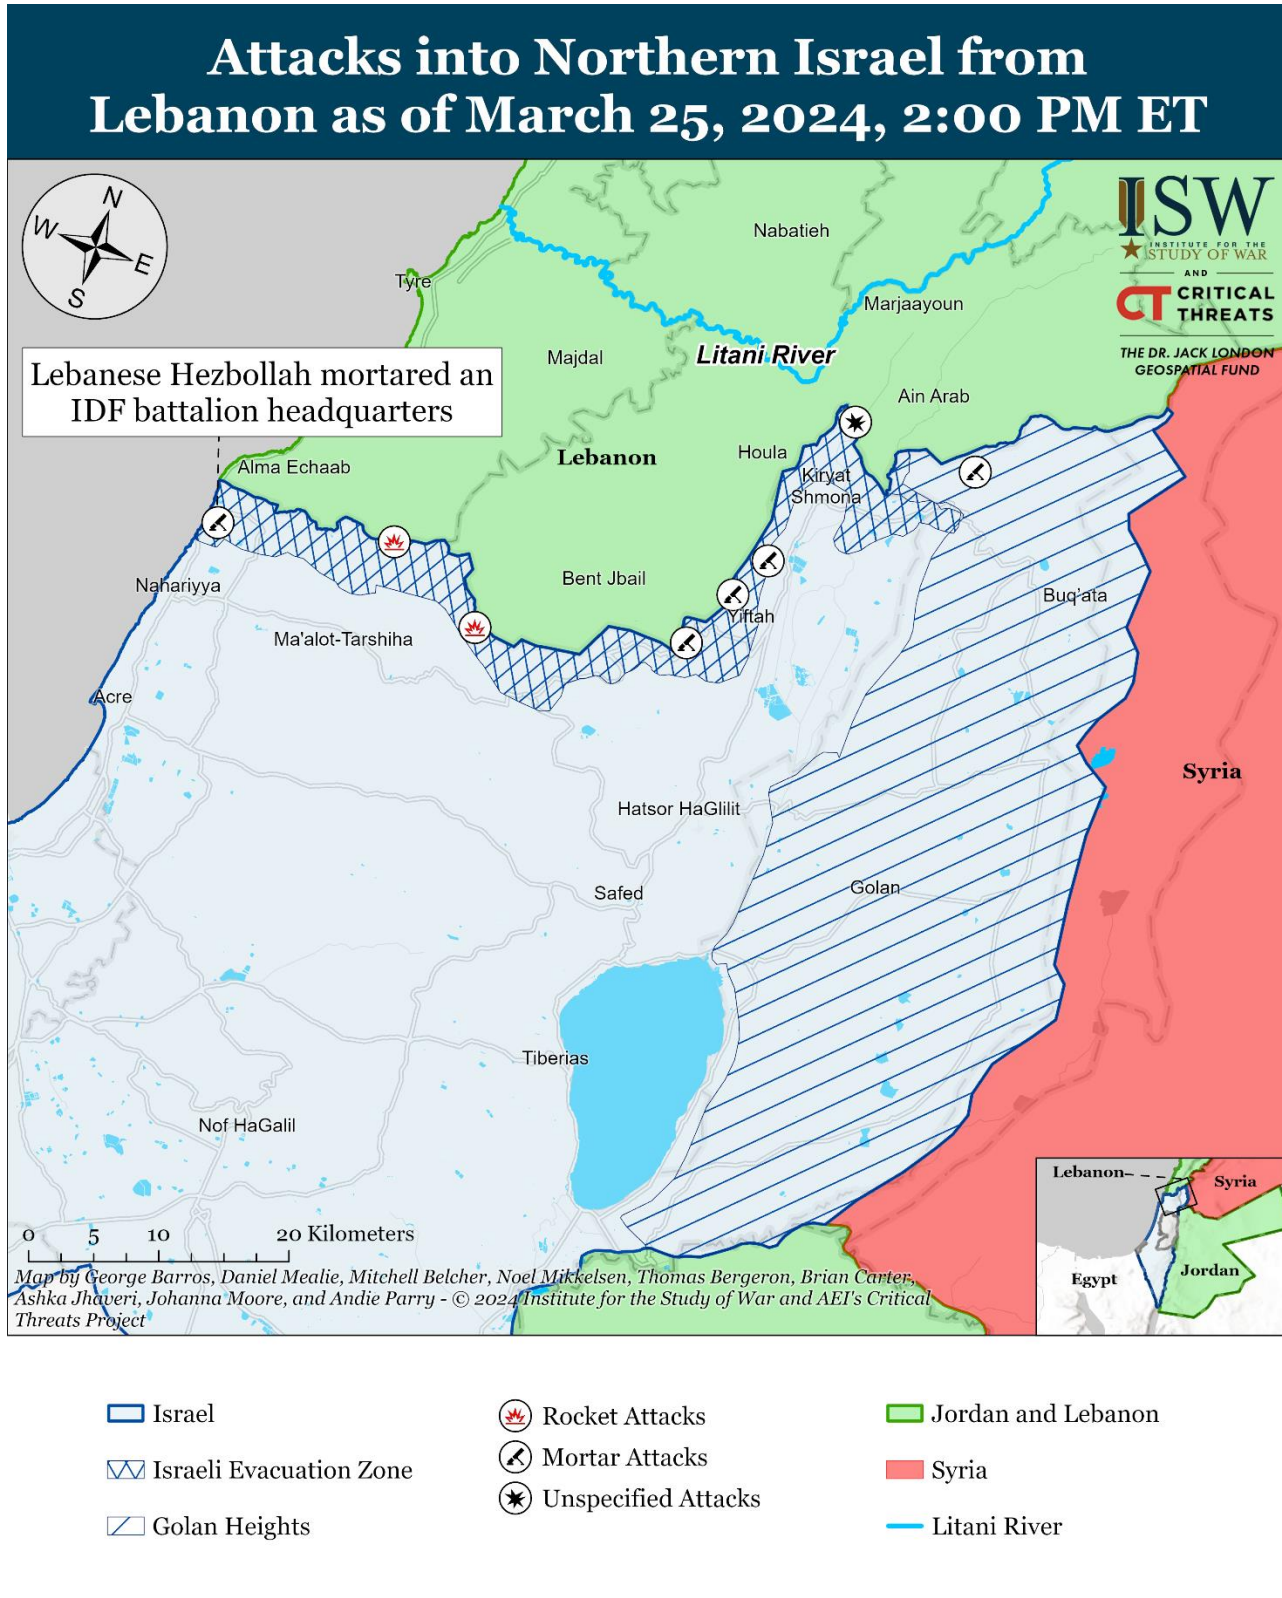 Attacks into Northern Israel from
Lebanon as of March 25, 2024, 2:00 PM ET
N
W
E
S
ISW
INSTITUTE FOR THE
STUDY OF WAR
AND
CT CRITICAL
THREATS
THE DR. JACK LONDON
GEOSPATIAL FUND
Nabatieh
Tyre
Marjaayoun
Litani River
Majdal
Lebanese Hezbollah mortared an
IDF battalion headquarters
Ain Arab
Houla
Lebanon
Alma Echaab
Kiryat
Shmona
Bent Jbail
Nahariyya
Buq'ata
Yiftah
Ma'alot-Tarshiha
Acre
Syria
Hatsor HaGlilit
Golan
Safed
Tiberias
Nof HaGalil
0 5 10 20 Kilometers
Map by George Barros, Daniel Mealie, Mitchell Belcher, Noel Mikkelsen, Thomas Bergeron, Brian Carter,
Ashka Jhaveri, Johanna Moore, and Andie Parry - © 2024 Institute for the Study of War and AEI's Critical
Threats Project
Lebanon
Syria
Egypt
Jordan
Israel
Israeli Evacuation Zone
Golan Heights
Rocket Attacks
Mortar Attacks
Unspecified Attacks
Jordan and Lebanon
Syria
Litani River